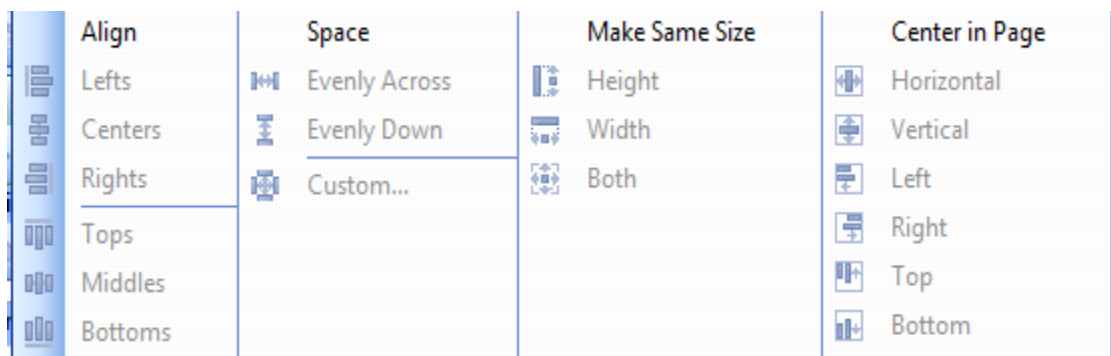 Align
Lefts
Centers
Rights
Tops
Middles
Bottoms
Space
Evenly Across
Evenly Down
Custom...
Make Same Size
Height
Width
Both
Center in Page
Horizontal
Vertical
Left
Right
Top
Bottom